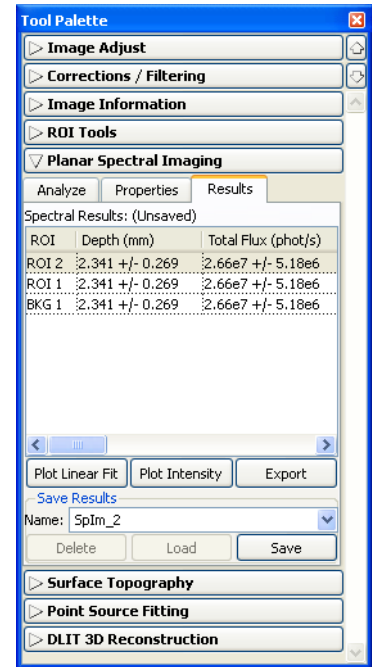 Tool Palette
Image Adjust
Corrections / Filtering
Image Information
ROI Tools
Planar Spectral Imaging
Analyze Properties Results
Spectral Results: (Unsaved)
ROI Depth (mm) Total Flux (phot/s)
ROI 2 2.341 +/- 0.269 2.66e7 +/- 5.18e6
ROI 1 2.341 +/- 0.269 2.66e7 +/- 5.18e6
BKG 1 2.341 +/- 0.269 2.66e7 +/- 5.18e6
Plot Linear Fit Plot Intensity Export
Save Results
Name: SpIm_2
Delete Load Save
Surface Topography
Point Source Fitting
DLIT 3D Reconstruction